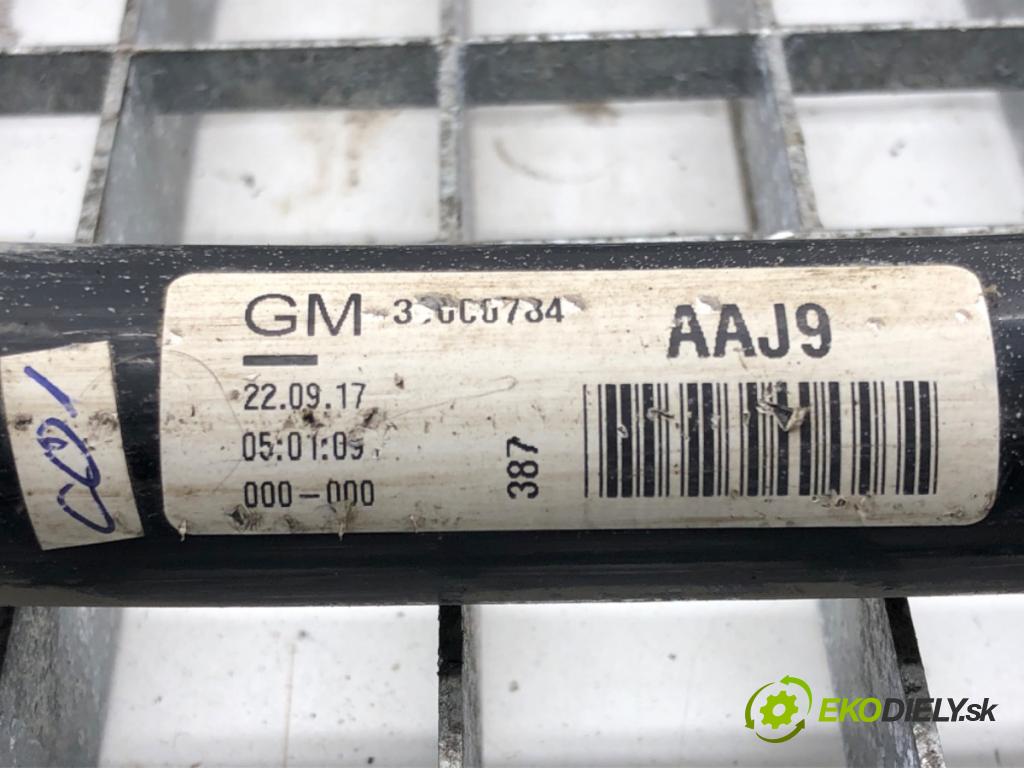 GM
AAJ9
22.09.17
05:01:09
000-000
387
EKODIELY.sk